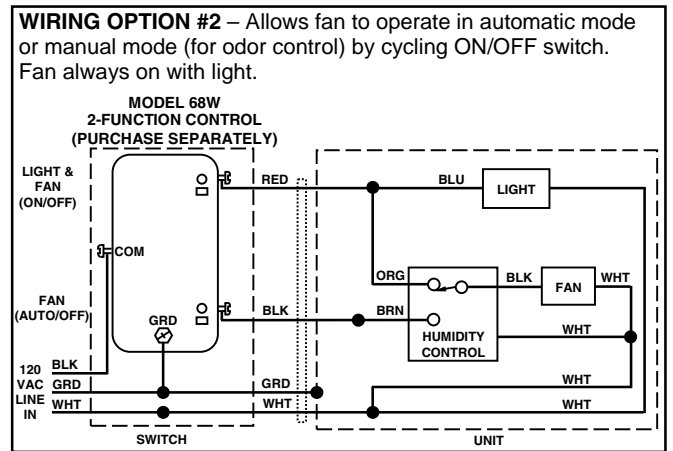 WIRING OPTION #2 – Allows fan to operate in automatic mode
or manual mode (for odor control) by cycling ON/OFF switch.
Fan always on with light.
MODEL 68W
2-FUNCTION CONTROL
(PURCHASE SEPARATELY)
LIGHT &
FAN
(ON/OFF)
RED
BLU
LIGHT
COM
ORG
BLK
FAN
WHT
FAN
(AUTO/OFF)
GRD
BLK
BRN
HUMIDITY
CONTROL
WHT
120
VAC
LINE
IN
BLK
GRD
GRD
WHT
WHT
WHT
WHT
SWITCH
UNIT